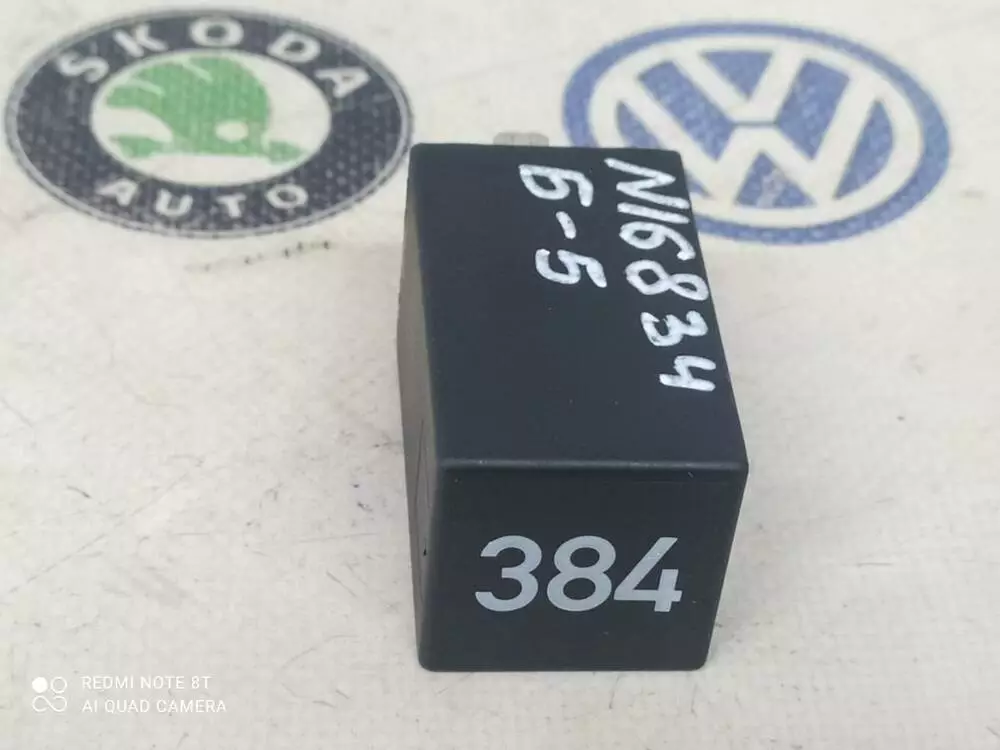 SKODA
AUTO
N16834
Б-5
384
REDMI NOTE 8T
AI QUAD CAMERA